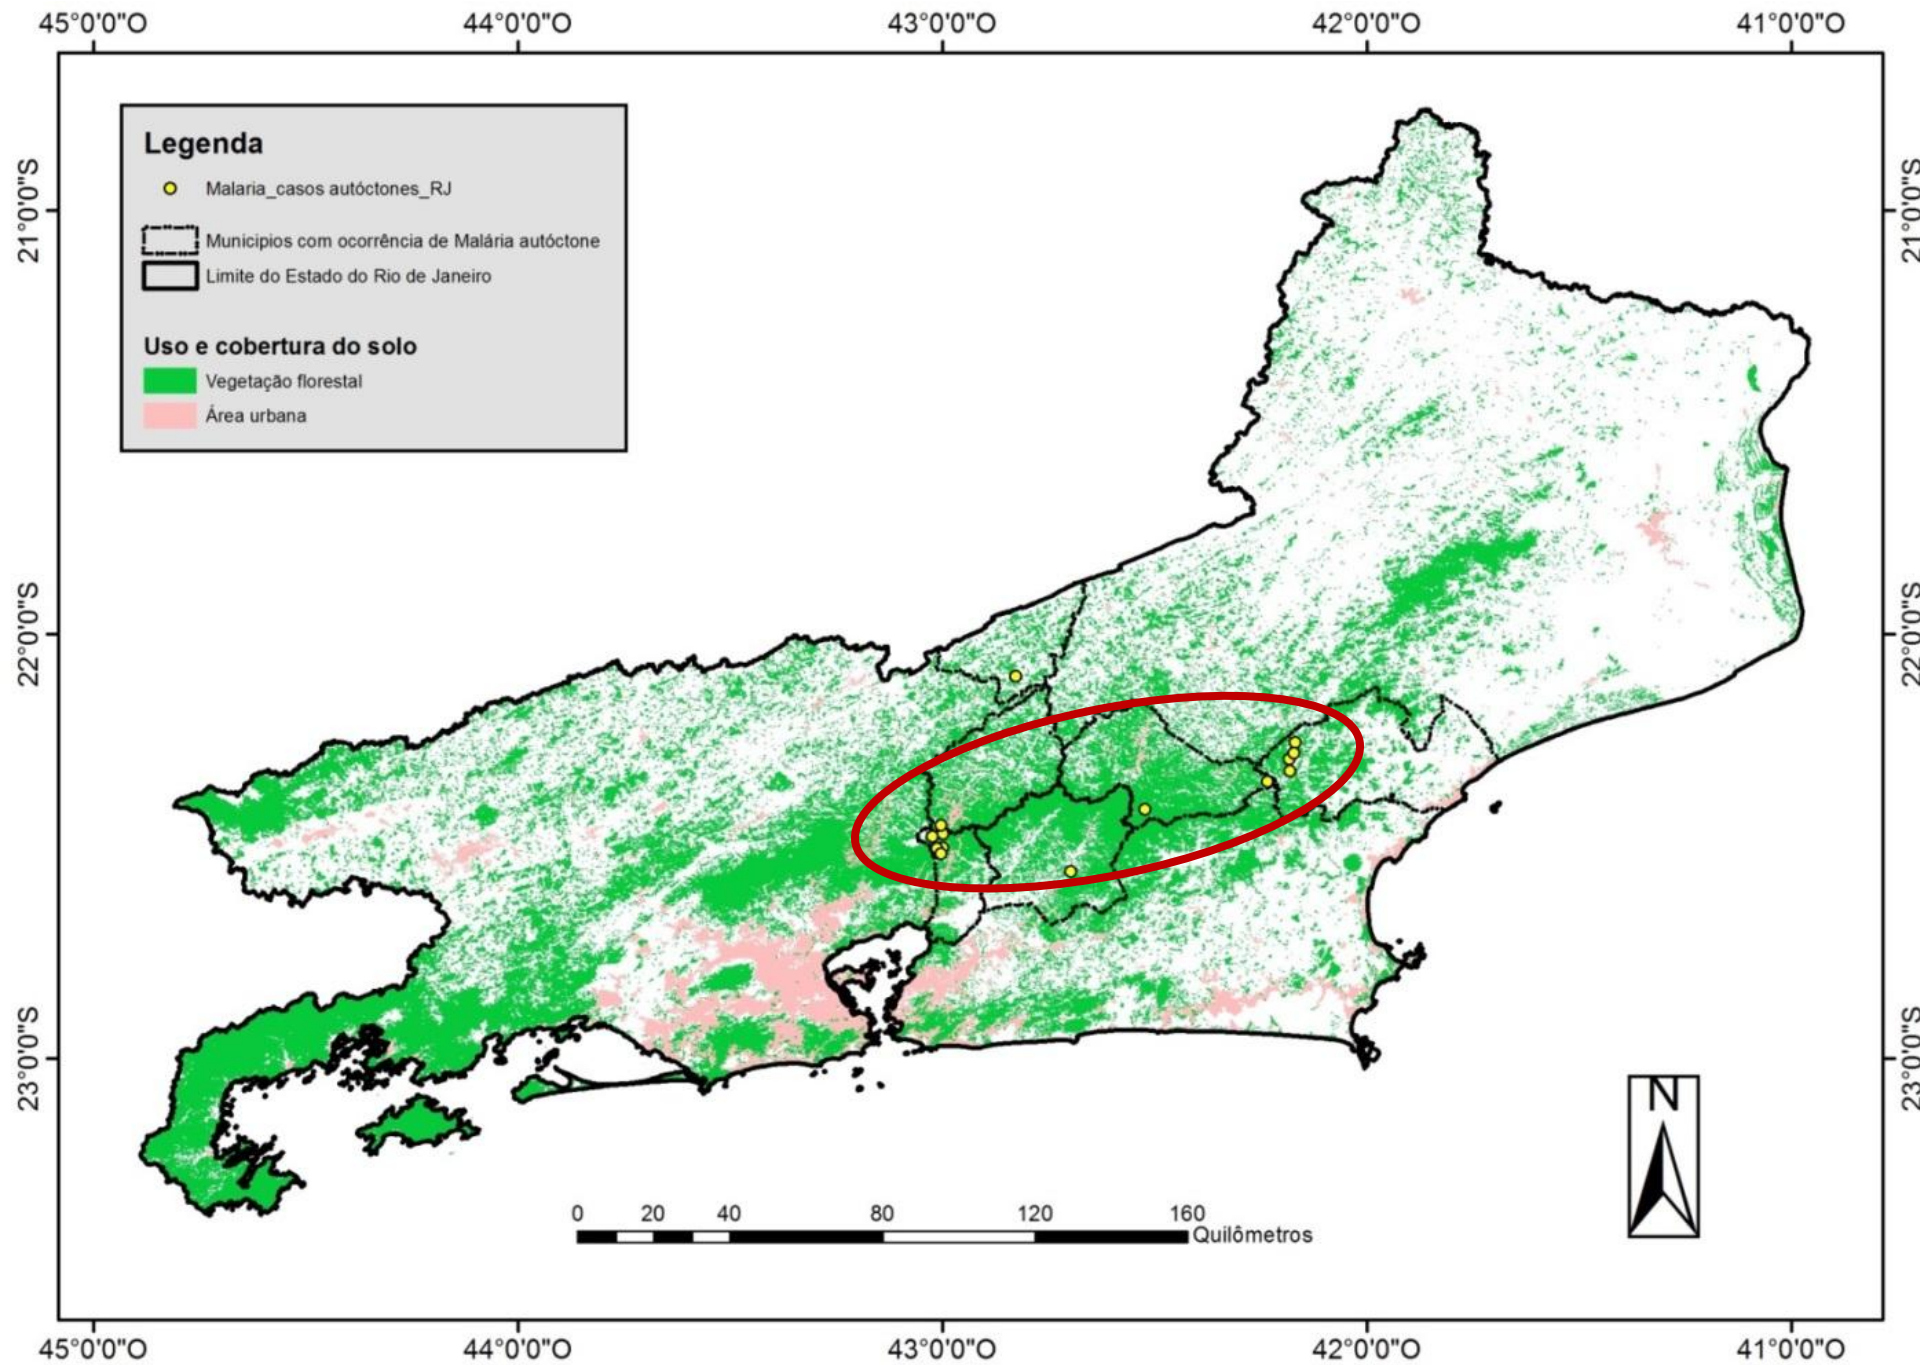 45°0'0"O 44°0'0"O 43°0'0"O 42°0'0"O 41°0'0"O
Legenda
Malaria_casos autóctones_RJ
Municipios com ocorrência de Malária autóctone
Limite do Estado do Rio de Janeiro
Uso e cobertura do solo
Vegetação florestal
Área urbana
21°0'0"S 21°0'0"S
22°0'0"S 22°0'0"S
23°0'0"S 23°0'0"S
N
0 20 40 80 120 160
Quilômetros
45°0'0"O 44°0'0"O 43°0'0"O 42°0'0"O 41°0'0"O